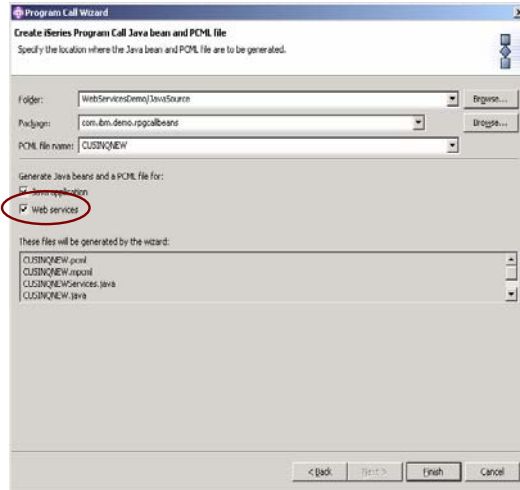 Program Call Wizard
Create iSeries Program Call Java bean and PCML file
Specify the location where the Java bean and PCML file are to be generated.
Folder: WebServicesDemo/JavaSource Browse...
Package: com.ibm.demo.rpgcallbeans Browse...
PCML file name: CUSINQNEW
Generate Java beans and a PCML file for:
Java application
Web services
These files will be generated by the wizard:
CUSINQNEW.pcml
CUSINQNEW.mpcml
CUSINQNEWServices.java
CUSINQNEW.java
< Back Next > Finish Cancel